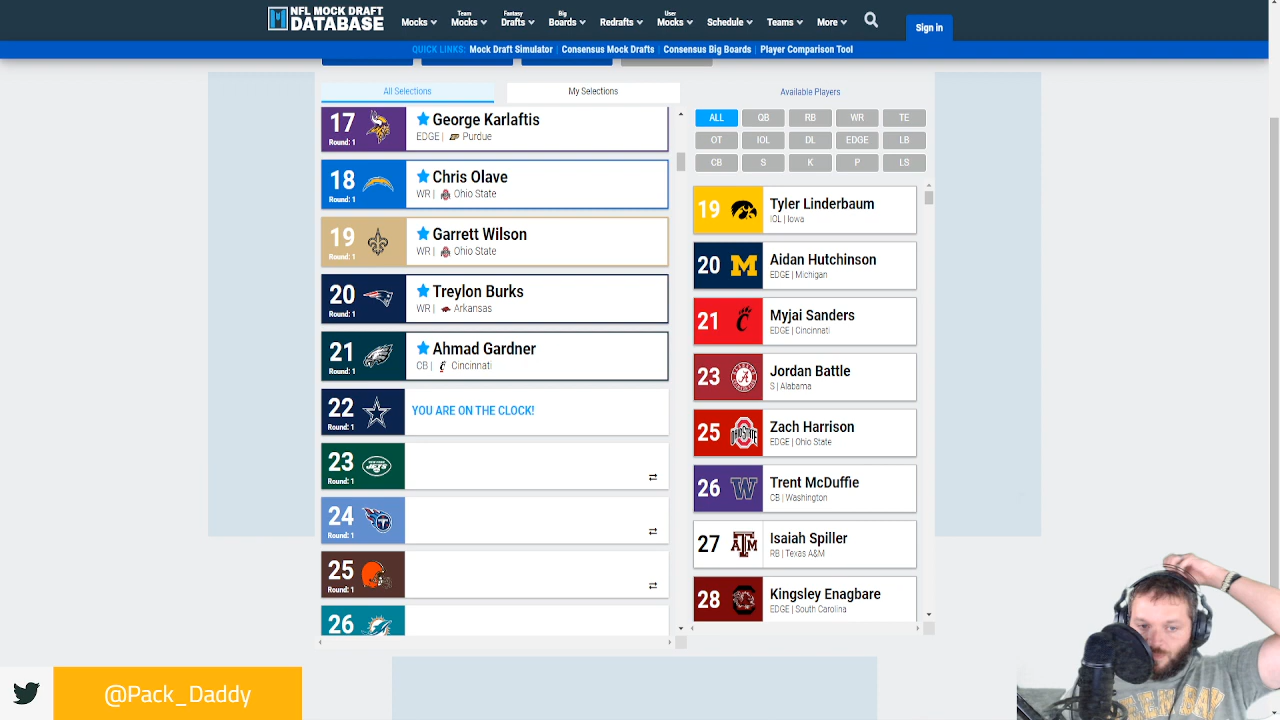 NFL MOCK DRAFT
DATABASE
Mocks
Team
Mocks
Fantasy
Drafts
Big
Boards
Redrafts
User
Mocks
Schedule
Teams
More
Sign in
QUICK LINKS: Mock Draft Simulator | Consensus Mock Drafts | Consensus Big Boards | Player Comparison Tool
All Selections
My Selections
17
Round: 1
George Karlaftis
EDGE | Purdue
18
Round: 1
Chris Olave
WR | Ohio State
19
Round: 1
Garrett Wilson
WR | Ohio State
20
Round: 1
Treylon Burks
WR | Arkansas
21
Round: 1
Ahmad Gardner
CB | Cincinnati
22
Round: 1
YOU ARE ON THE CLOCK!
23
Round: 1
24
Round: 1
25
Round: 1
26
Available Players
ALL QB RB WR TE
OT IOL DL EDGE LB
CB S K P LS
19
Tyler Linderbaum
IOL | Iowa
20
Aidan Hutchinson
EDGE | Michigan
21
Myjai Sanders
EDGE | Cincinnati
23
Jordan Battle
S | Alabama
25
Zach Harrison
EDGE | Ohio State
26
Trent McDuffie
CB | Washington
27
Isaiah Spiller
RB | Texas A&M
28
Kingsley Enagbare
EDGE | South Carolina
@Pack_Daddy